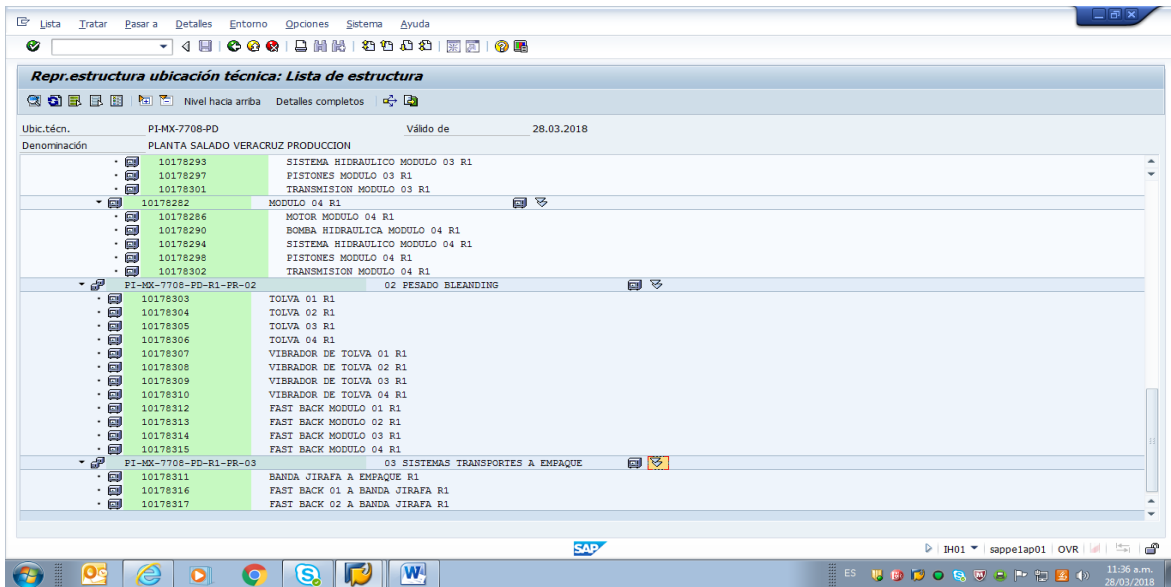 Lista Tratar Pasar a Detalles Entorno Opciones Sistema Ayuda
Repr.estructura ubicación técnica: Lista de estructura
Nivel hacia arriba Detalles completos
Ubic.técn. PI-MX-7708-PD Válido de 28.03.2018
Denominación PLANTA SALADO VERACRUZ PRODUCCION
10178293 SISTEMA HIDRAULICO MODULO 03 R1
10178297 PISTONES MODULO 03 R1
10178301 TRANSMISION MODULO 03 R1
10178282 MODULO 04 R1
10178286 MOTOR MODULO 04 R1
10178290 BOMBA HIDRAULICA MODULO 04 R1
10178294 SISTEMA HIDRAULICO MODULO 04 R1
10178298 PISTONES MODULO 04 R1
10178302 TRANSMISION MODULO 04 R1
PI-MX-7708-PD-R1-PR-02 02 PESADO BLEANDING
10178303 TOLVA 01 R1
10178304 TOLVA 02 R1
10178305 TOLVA 03 R1
10178306 TOLVA 04 R1
10178307 VIBRADOR DE TOLVA 01 R1
10178308 VIBRADOR DE TOLVA 02 R1
10178309 VIBRADOR DE TOLVA 03 R1
10178310 VIBRADOR DE TOLVA 04 R1
10178312 FAST BACK MODULO 01 R1
10178313 FAST BACK MODULO 02 R1
10178314 FAST BACK MODULO 03 R1
10178315 FAST BACK MODULO 04 R1
PI-MX-7708-PD-R1-PR-03 03 SISTEMAS TRANSPORTES A EMPAQUE
10178311 BANDA JIRAFA A EMPAQUE R1
10178316 FAST BACK 01 A BANDA JIRAFA R1
10178317 FAST BACK 02 A BANDA JIRAFA R1
SAP IH01 sappe1ap01 OVR
ES 11:36 a.m.
28/03/2018